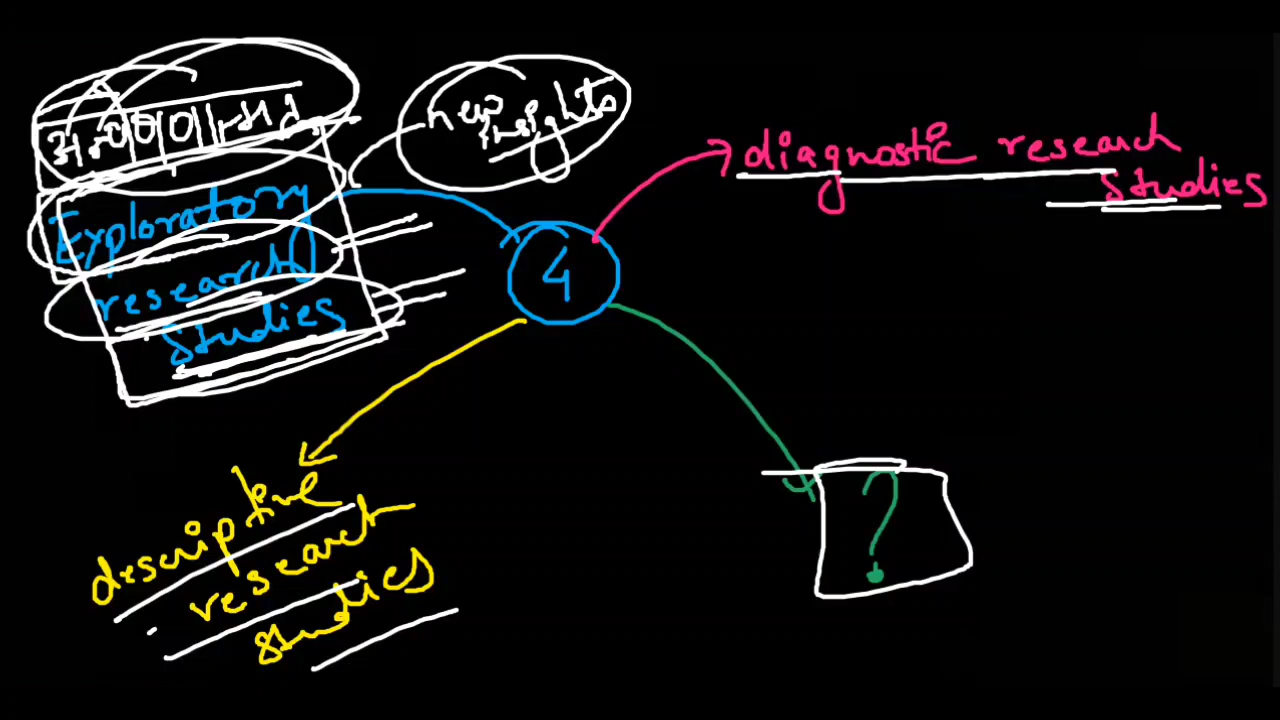 new
insights
diagnostic research
studies
Exploratory
research
studies
4
descriptive
research
studies
?